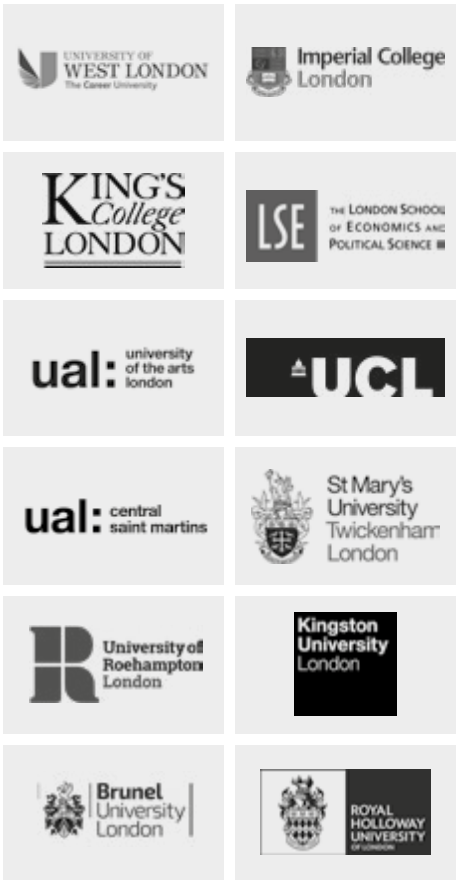 UNIVERSITY OF
WEST LONDON
The Career University
Imperial College
London
KING'S
College
LONDON
LSE
THE LONDON SCHOOL
OF ECONOMICS AND
POLITICAL SCIENCE
ual:
university
of the arts
london
UCL
ual:
central
saint martins
St Mary's
University
Twickenham
London
R
University of
Roehampton
London
Kingston
University
London
Brunel
University
London
ROYAL
HOLLOWAY
UNIVERSITY
OF LONDON